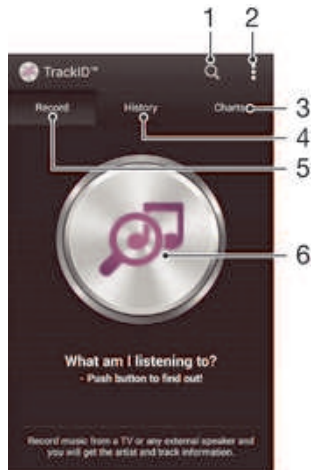 1 2
TrackID™
Record History Charts 3
4
5
6
What am I listening to?
- Push button to find out!
Record music from a TV or any external speaker and
you will get the artist and track information.